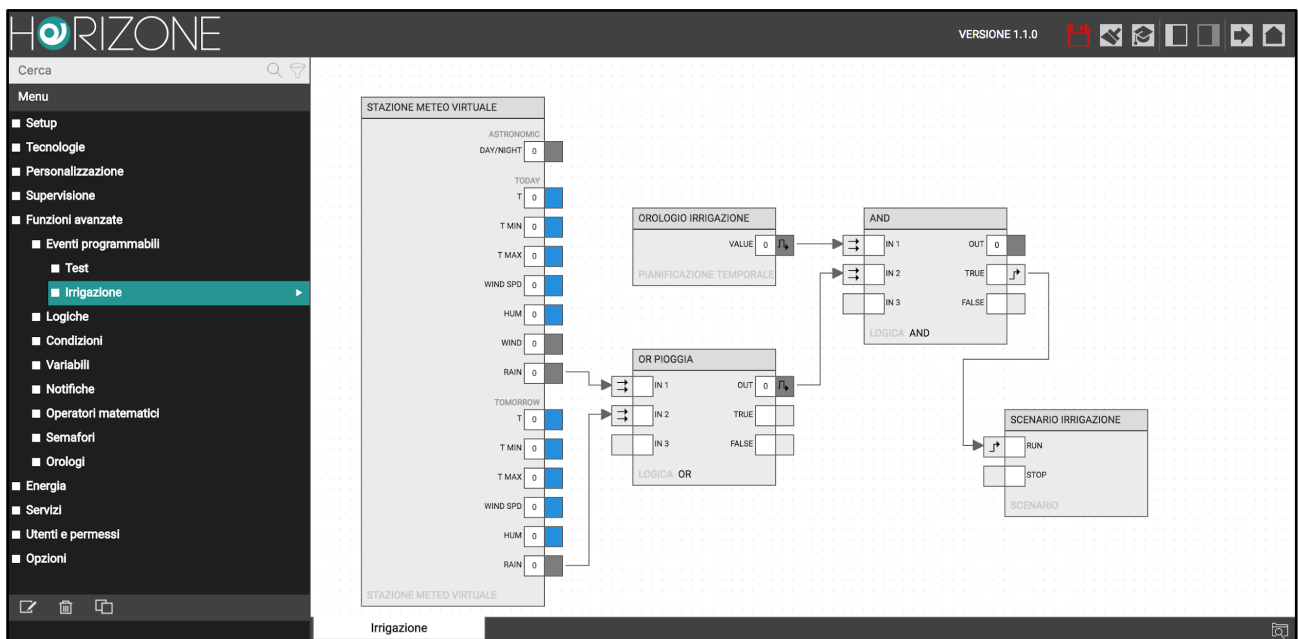 HORIZONE
VERSIONE 1.1.0
Cerca
Menu
Setup
Tecnologie
Personalizzazione
Supervisione
Funzioni avanzate
Eventi programmabili
Test
Irrigazione
Logiche
Condizioni
Variabili
Notifiche
Operatori matematici
Semafori
Orologi
Energia
Servizi
Utenti e permessi
Opzioni
STAZIONE METEO VIRTUALE
ASTRONOMIC
DAY/NIGHT 0
TODAY
T 0
T MIN 0
T MAX 0
WIND SPD 0
HUM 0
WIND 0
RAIN 0
TOMORROW
T 0
T MIN 0
T MAX 0
WIND SPD 0
HUM 0
RAIN 0
STAZIONE METEO VIRTUALE
OROLOGIO IRRIGAZIONE
VALUE 0
PIANIFICAZIONE TEMPORALE
OR PIOGGIA
IN 1 OUT 0
IN 2 TRUE
IN 3 FALSE
LOGICA OR
AND
IN 1 OUT 0
IN 2 TRUE
IN 3 FALSE
LOGICA AND
SCENARIO IRRIGAZIONE
RUN
STOP
SCENARIO
Irrigazione